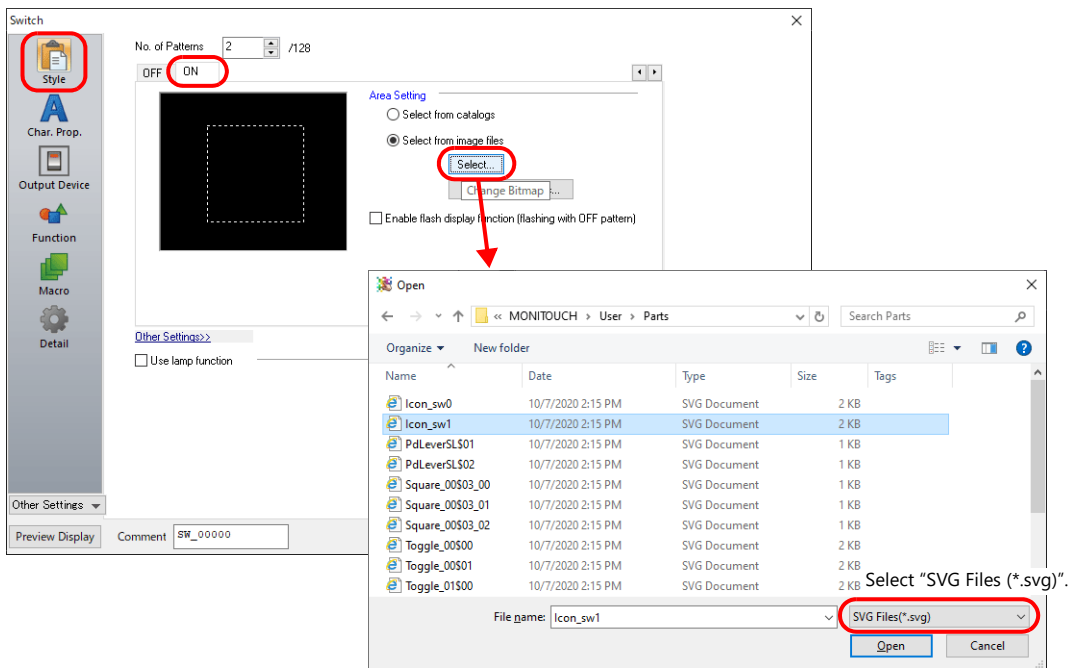 Switch
Style
Char. Prop.
Output Device
Function
Macro
Detail
Other Settings
Preview Display
No. of Patterns 2 /128
OFF ON
Area Setting
Select from catalogs
Select from image files
Select...
Change Bitmap
Enable flash display function (flashing with OFF pattern)
Other Settings>>
Use lamp function
Comment SW_00000
Open
« MONITOUCH › User › Parts
Search Parts
Organize New folder
Name Date Type Size Tags
Icon_sw0 10/7/2020 2:15 PM SVG Document 2 KB
Icon_sw1 10/7/2020 2:15 PM SVG Document 2 KB
PdLeverSL$01 10/7/2020 2:15 PM SVG Document 1 KB
PdLeverSL$02 10/7/2020 2:15 PM SVG Document 1 KB
Square_00$03_00 10/7/2020 2:15 PM SVG Document 1 KB
Square_00$03_01 10/7/2020 2:15 PM SVG Document 1 KB
Square_00$03_02 10/7/2020 2:15 PM SVG Document 1 KB
Toggle_00$00 10/7/2020 2:15 PM SVG Document 2 KB
Toggle_00$01 10/7/2020 2:15 PM SVG Document 2 KB
Toggle_01$00 10/7/2020 2:15 PM SVG Document 2 KB
Select “SVG Files (*.svg)”.
File name: Icon_sw1 SVG Files(*.svg)
Open Cancel